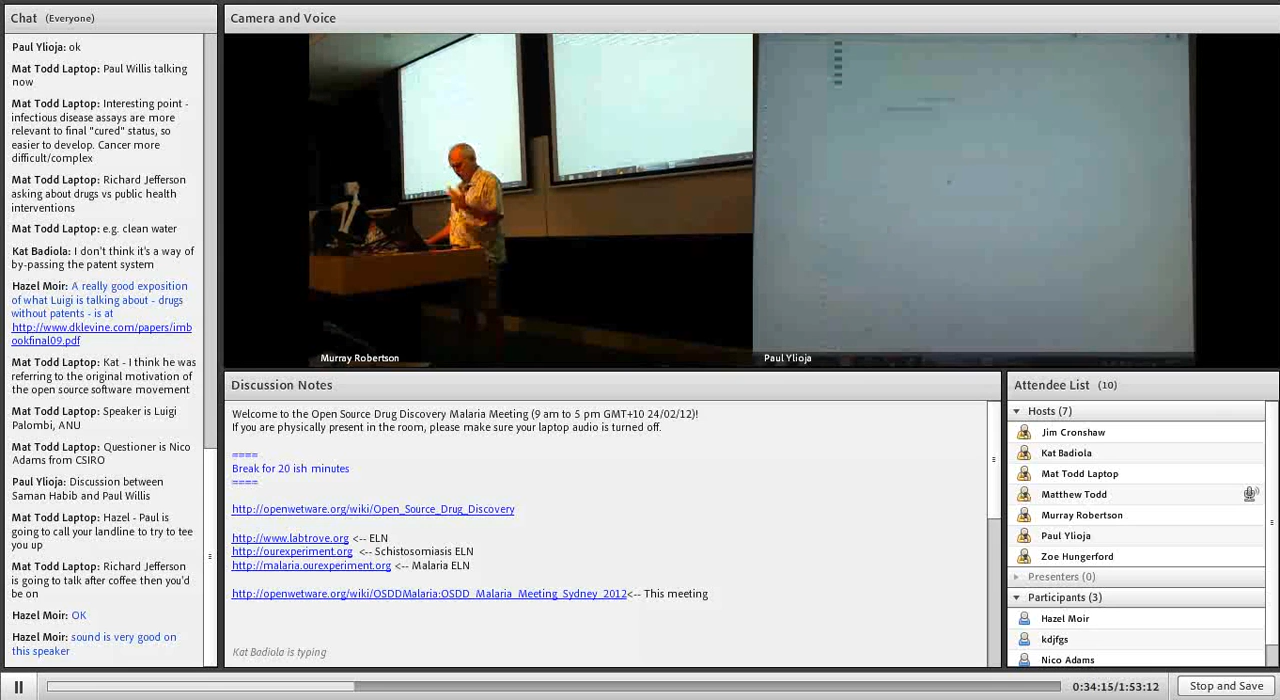 Chat (Everyone)
Paul Ylioja: ok
Mat Todd Laptop: Paul Willis talking
now
Mat Todd Laptop: Interesting point -
infectious disease assays are more
relevant to final "cured" status, so
easier to develop. Cancer more
difficult/complex
Mat Todd Laptop: Richard Jefferson
asking about drugs vs public health
interventions
Mat Todd Laptop: e.g. clean water
Kat Badiola: I don't think it's a way of
by-passing the patent system
Hazel Moir: A really good exposition
of what Luigi is talking about - drugs
without patents - is at
http://www.dklevine.com/papers/imb
ookfinal09.pdf
Mat Todd Laptop: Kat - I think he was
referring to the original motivation of
the open source software movement
Mat Todd Laptop: Speaker is Luigi
Palombi, ANU
Mat Todd Laptop: Questioner is Nico
Adams from CSIRO
Paul Ylioja: Discussion between
Saman Habib and Paul Willis
Mat Todd Laptop: Hazel - Paul is
going to call your landline to try to tee
you up
Mat Todd Laptop: Richard Jefferson
is going to talk after coffee then you'd
be on
Hazel Moir: OK
Hazel Moir: sound is very good on
this speaker
Camera and Voice
Murray Robertson
Paul Ylioja
Discussion Notes
Welcome to the Open Source Drug Discovery Malaria Meeting (9 am to 5 pm GMT+10 24/02/12)!
If you are physically present in the room, please make sure your laptop audio is turned off.
====
Break for 20 ish minutes
====
http://openwetware.org/wiki/Open_Source_Drug_Discovery
http://www.labtrove.org <-- ELN
http://ourexperiment.org <-- Schistosomiasis ELN
http://malaria.ourexperiment.org <-- Malaria ELN
http://openwetware.org/wiki/OSDDMalaria:OSDD_Malaria_Meeting_Sydney_2012<-- This meeting
Kat Badiola is typing
Attendee List (10)
Hosts (7)
Jim Cronshaw
Kat Badiola
Mat Todd Laptop
Matthew Todd
Murray Robertson
Paul Ylioja
Zoe Hungerford
Presenters (0)
Participants (3)
Hazel Moir
kdjfgs
Nico Adams
0:34:15/1:53:12
Stop and Save